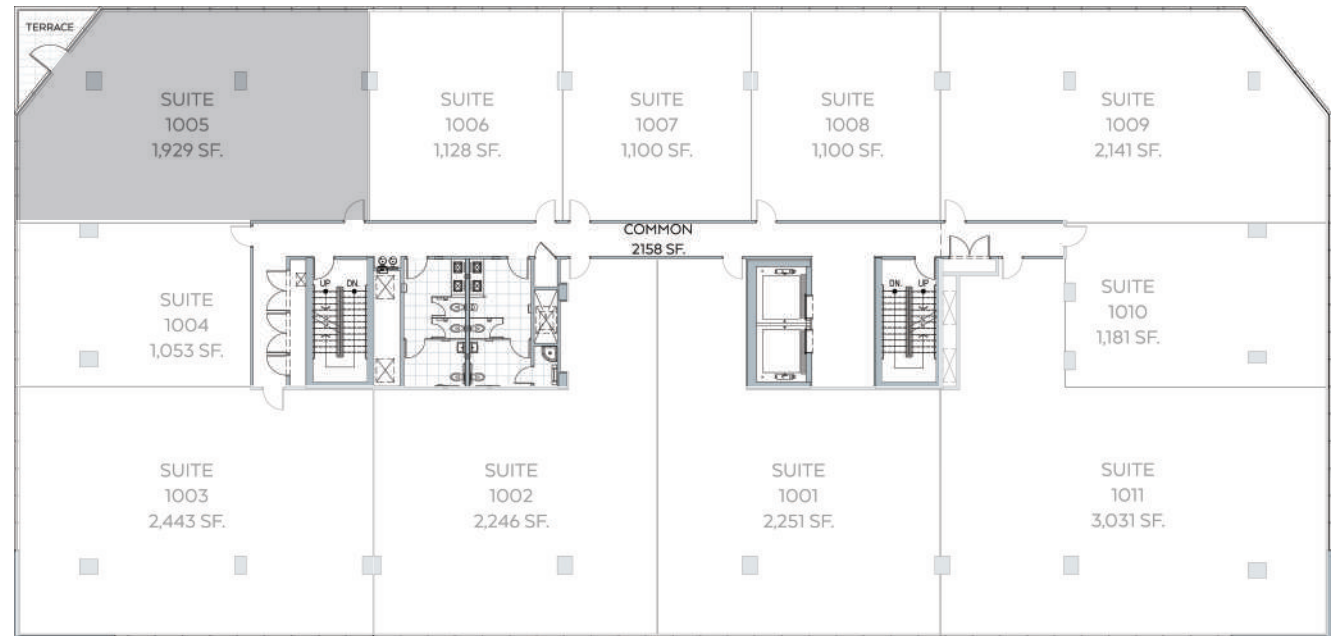 TERRACE
SUITE
1005
1,929 SF.
SUITE
1006
1,128 SF.
SUITE
1007
1,100 SF.
SUITE
1008
1,100 SF.
SUITE
1009
2,141 SF.
COMMON
2158 SF.
SUITE
1004
1,053 SF.
UP DN.
DN. UP
SUITE
1010
1,181 SF.
SUITE
1003
2,443 SF.
SUITE
1002
2,246 SF.
SUITE
1001
2,251 SF.
SUITE
1011
3,031 SF.